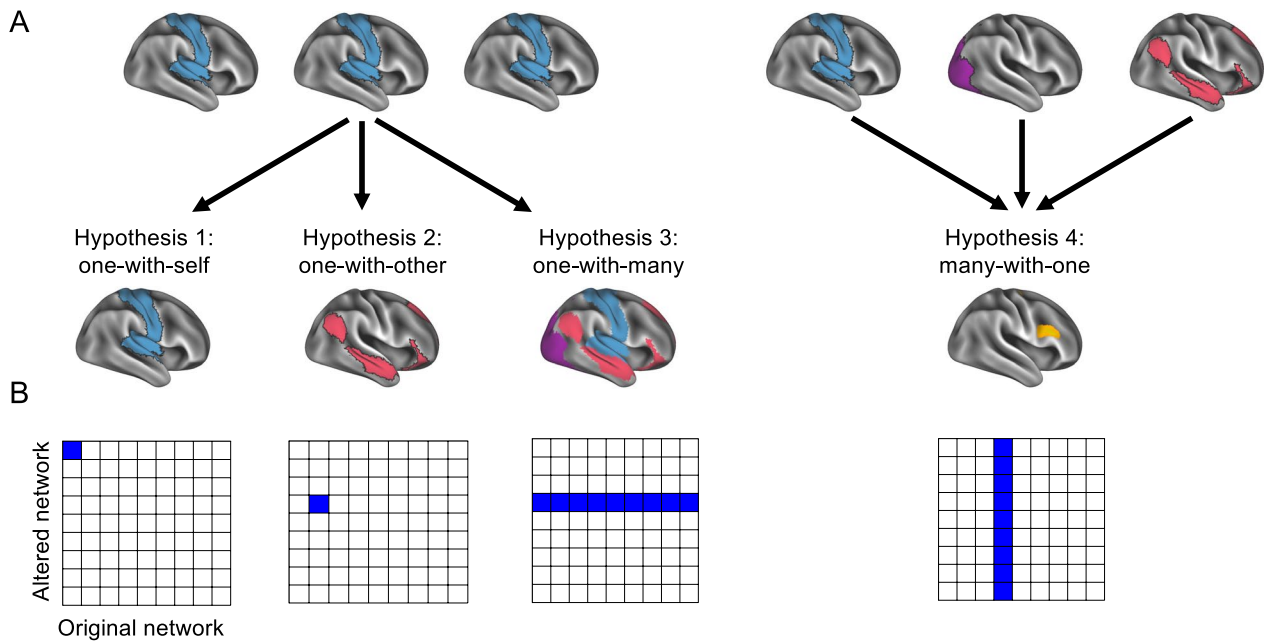 A
Hypothesis 1:
one-with-self
Hypothesis 2:
one-with-other
Hypothesis 3:
one-with-many
Hypothesis 4:
many-with-one
B
Altered network
Original network